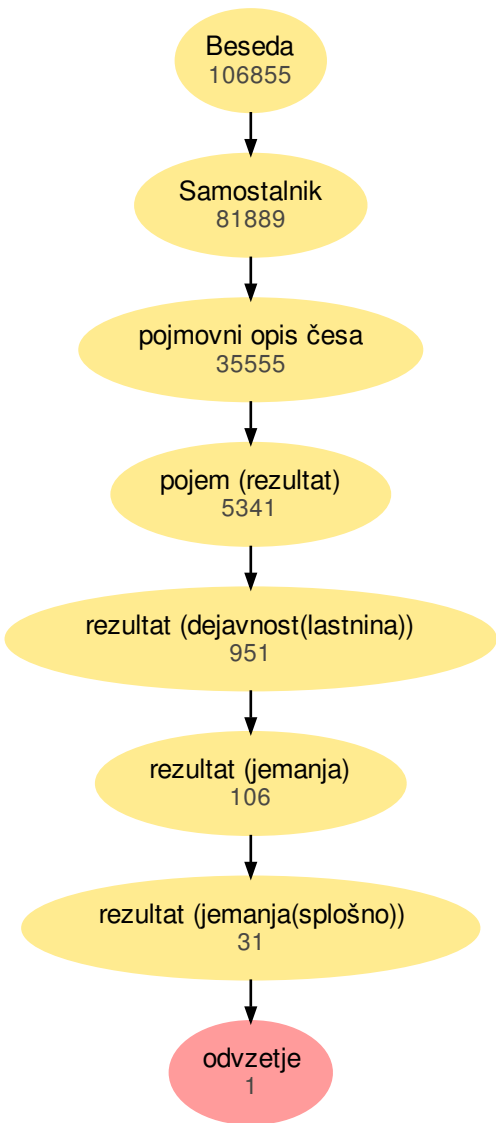 Beseda
106855
Samostalnik
81889
pojmovni opis česa
35555
pojem (rezultat)
5341
rezultat (dejavnost(lastnina))
951
rezultat (jemanja)
106
rezultat (jemanja(splošno))
31
odvzetje
1